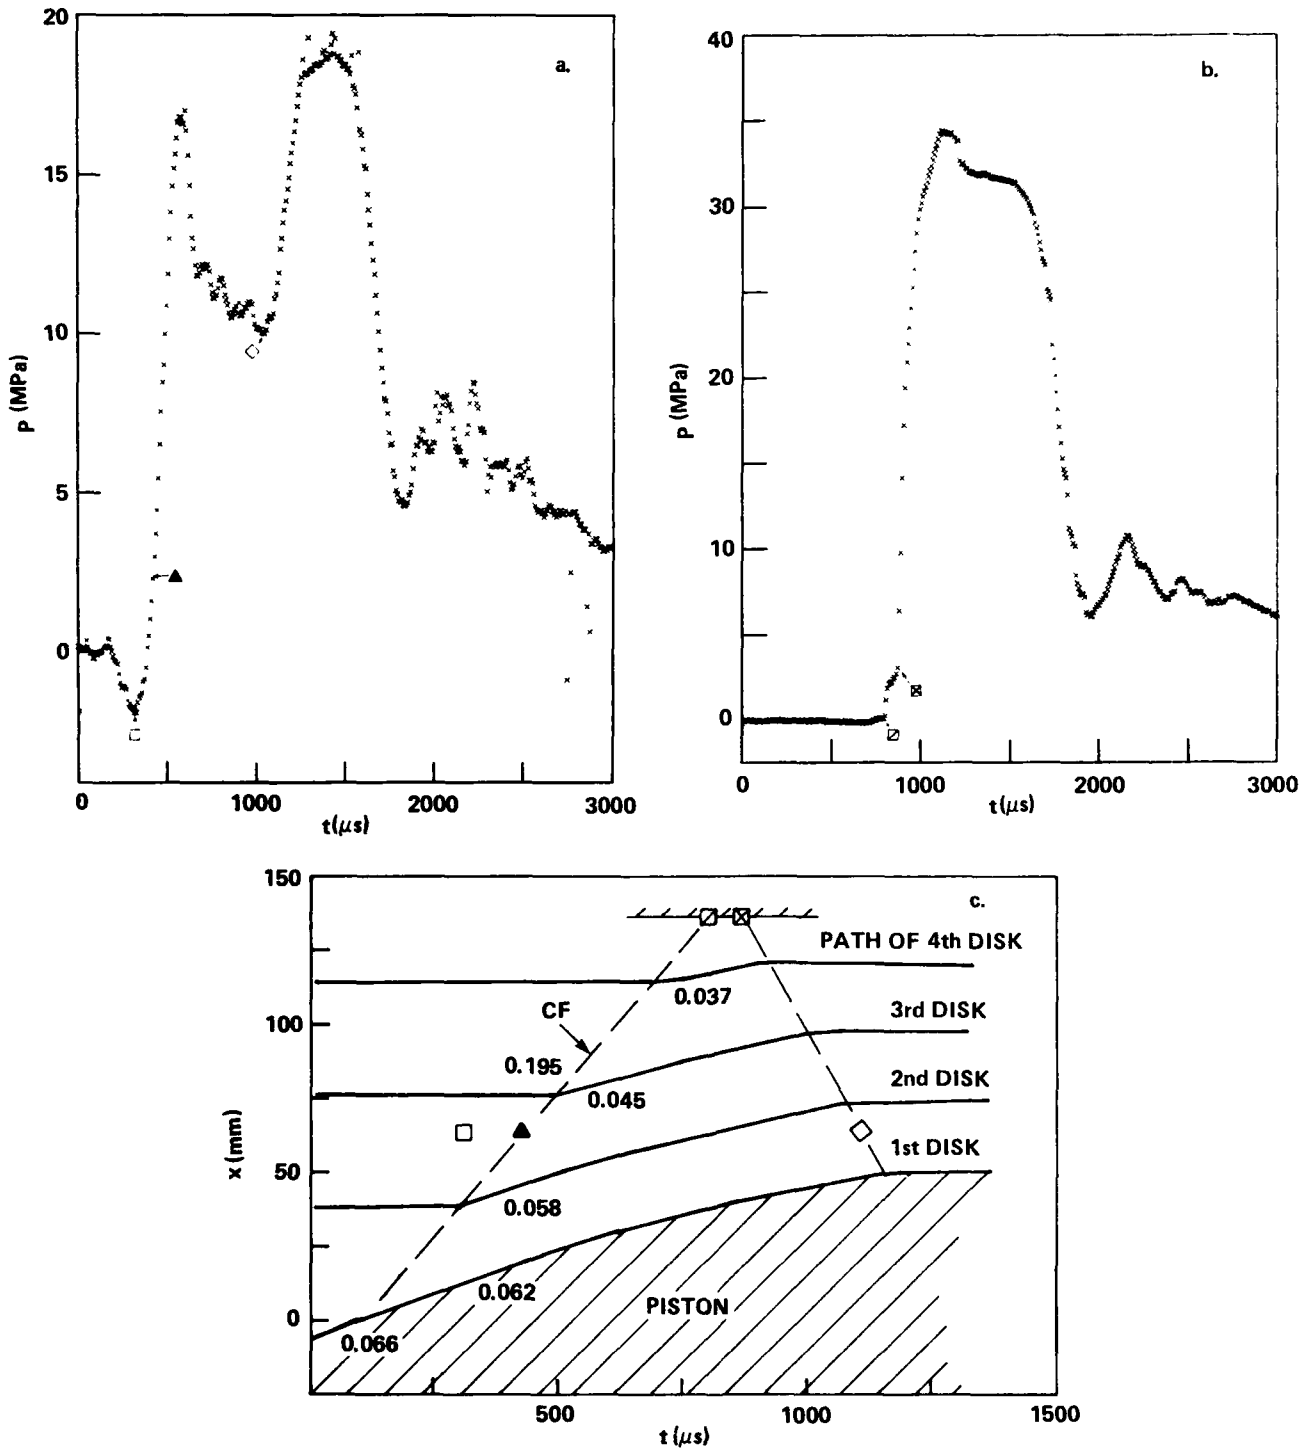 a.
20
15
10
5
0
P (MPa)
0
1000
2000
3000
t(μs)
b.
40
30
20
10
0
P (MPa)
0
1000
2000
3000
t(μs)
c.
150
100
50
0
x (mm)
PATH OF 4th DISK
0.037
CF
3rd DISK
0.195
0.045
2nd DISK
1st DISK
0.058
0.062
PISTON
0.066
500
1000
1500
t (μs)